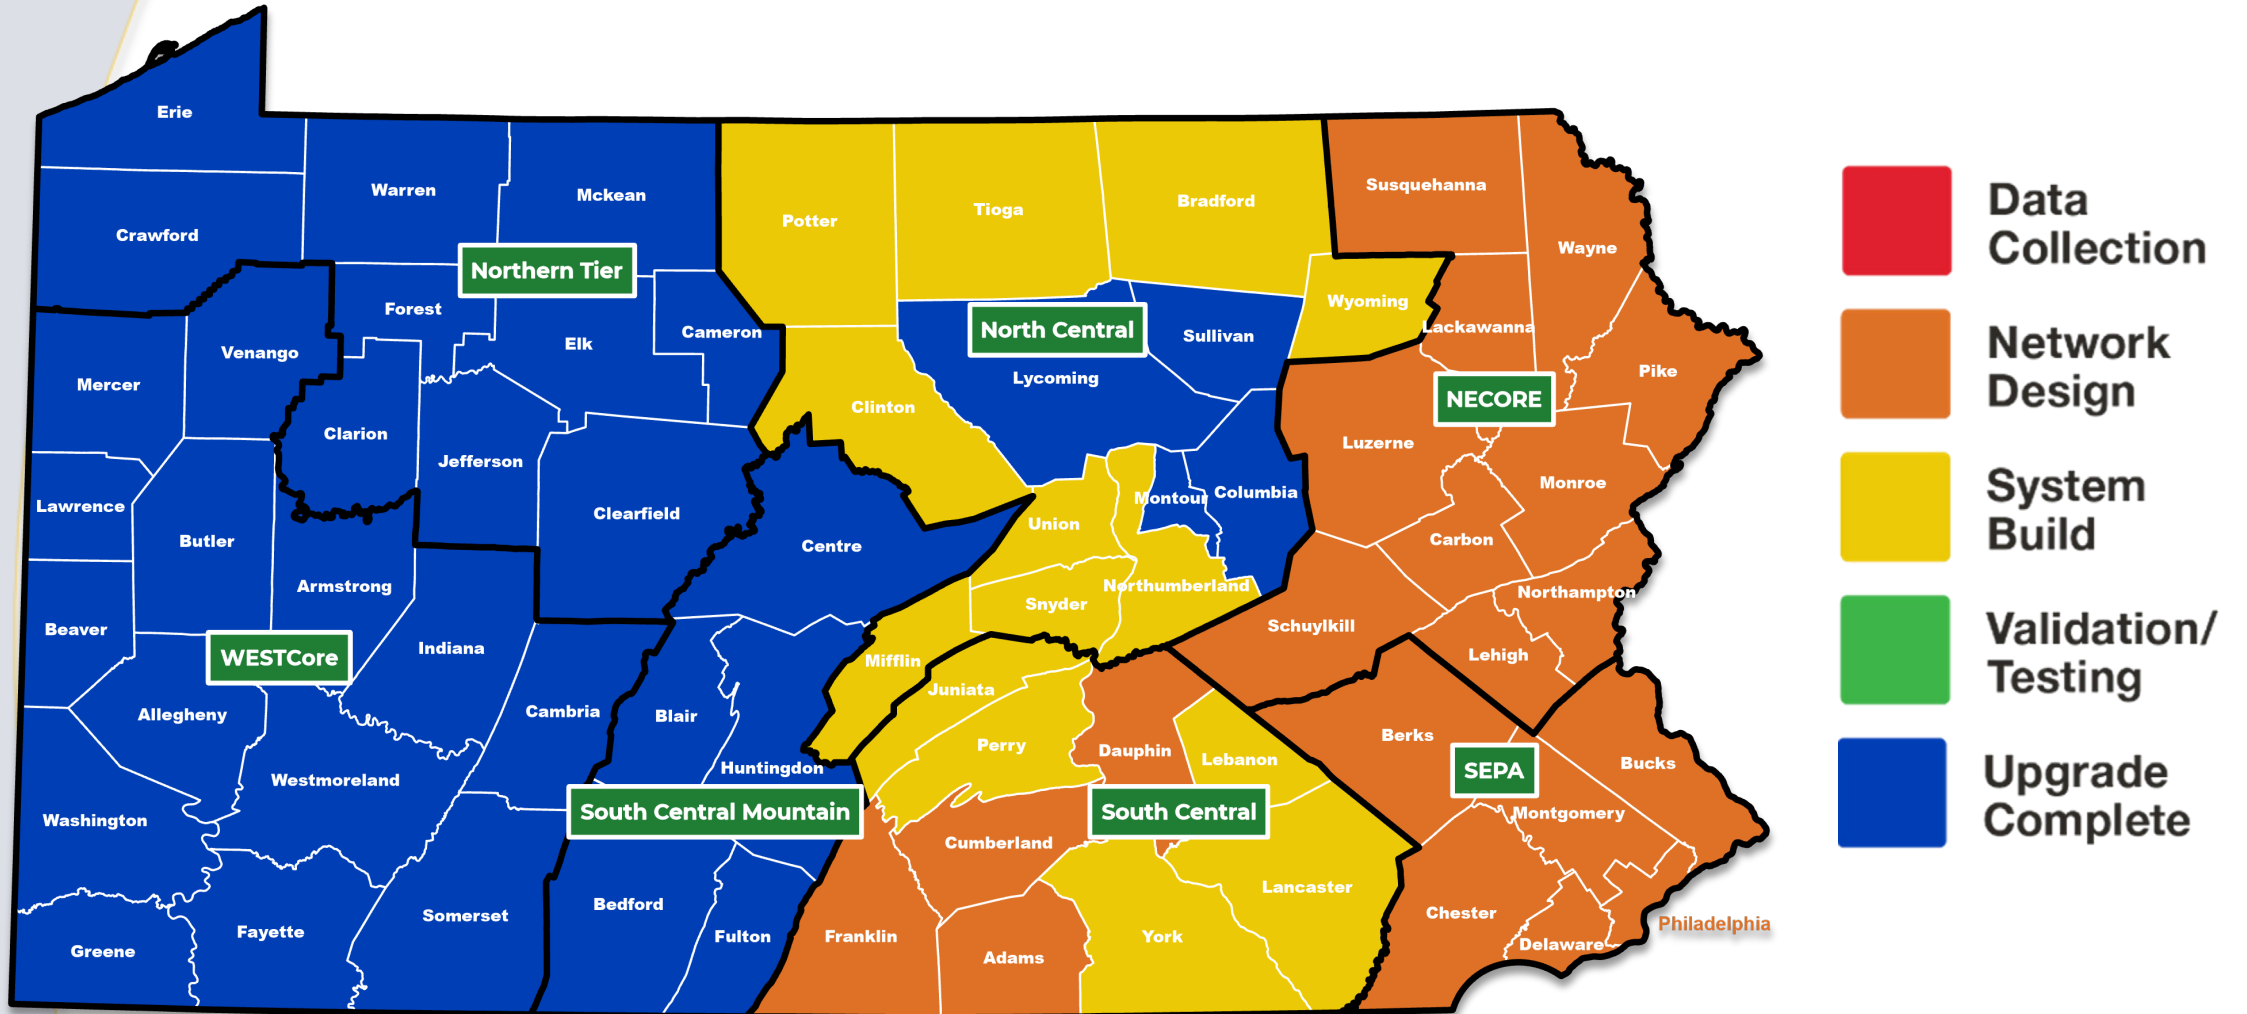 Erie
Warren
Mckean
Crawford
Potter
Tioga
Bradford
Susquehanna
Wayne
Northern Tier
Forest
Elk
Cameron
North Central
Sullivan
Wyoming
Lackawanna
Pike
Venango
Mercer
Clarion
Jefferson
Clinton
Lycoming
NECORE
Luzerne
Monroe
Lawrence
Butler
Clearfield
Centre
Union
Montour
Columbia
Carbon
Armstrong
Beaver
Indiana
Snyder
Northumberland
Northampton
Schuylkill
Lehigh
WESTCore
Mifflin
Juniata
Allegheny
Cambria
Blair
Perry
Dauphin
Lebanon
Berks
Bucks
SEPA
Westmoreland
Huntingdon
Washington
South Central Mountain
South Central
Montgomery
Cumberland
Lancaster
Chester
Philadelphia
Greene
Fayette
Somerset
Bedford
Fulton
Franklin
Adams
York
Delaware
Data
Collection
Network
Design
System
Build
Validation/
Testing
Upgrade
Complete